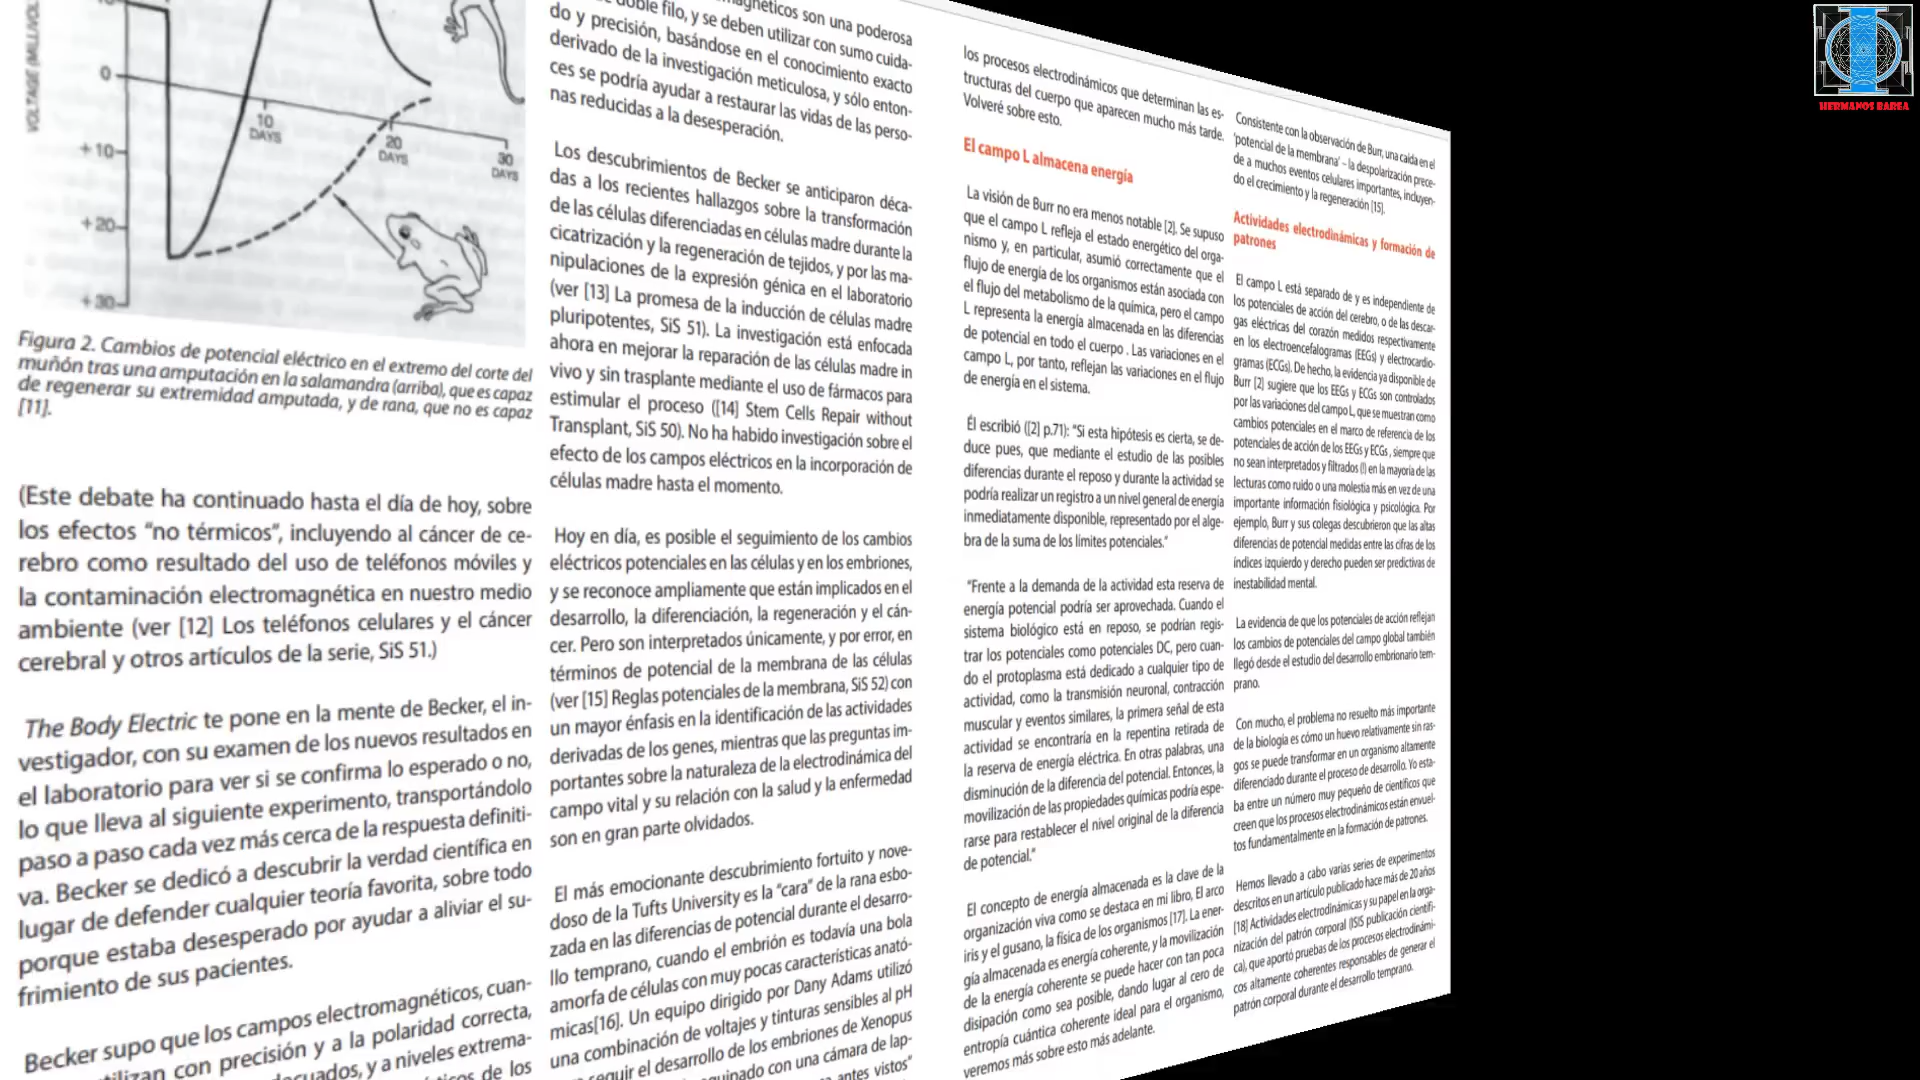 HERMANOS BAREA
VOLTAGE
0
+10
+20
+30
10
DAYS
20
DAYS
30
DAYS
Figura 2. Cambios de potencial eléctrico en el extremo del corte del
muñón tras una amputación en la salamandra (arriba), que es capaz
de regenerar su extremidad amputada, y de rana, que no es capaz
[11].
(Este debate ha continuado hasta el día de hoy, sobre
los efectos “no térmicos”, incluyendo al cáncer de ce-
rebro como resultado del uso de teléfonos móviles y
la contaminación electromagnética en nuestro medio
ambiente (ver [12] Los teléfonos celulares y el cáncer
cerebral y otros artículos de la serie, SiS 51.)
The Body Electric te pone en la mente de Becker, el in-
vestigador, con su examen de los nuevos resultados en
el laboratorio para ver si se confirma lo esperado o no,
lo que lleva al siguiente experimento, transportándolo
paso a paso cada vez más cerca de la respuesta definiti-
va. Becker se dedicó a descubrir la verdad científica en
lugar de defender cualquier teoría favorita, sobre todo
porque estaba desesperado por ayudar a aliviar el su-
frimiento de sus pacientes.
Becker supo que los campos electromagnéticos, cuan-
con precisión y a la polaridad correcta,
y a niveles extrema-
de los
son una poderosa
doble filo, y se deben utilizar con sumo cuida-
do y precisión, basándose en el conocimiento exacto
derivado de la investigación meticulosa, y sólo enton-
ces se podría ayudar a restaurar las vidas de las perso-
nas reducidas a la desesperación.
Los descubrimientos de Becker se anticiparon déca-
das a los recientes hallazgos sobre la transformación
de las células diferenciadas en células madre durante la
cicatrización y la regeneración de tejidos, y por las ma-
nipulaciones de la expresión génica en el laboratorio
(ver [13] La promesa de la inducción de células madre
pluripotentes, SiS 51). La investigación está enfocada
ahora en mejorar la reparación de las células madre in
vivo y sin trasplante mediante el uso de fármacos para
estimular el proceso ([14] Stem Cells Repair without
Transplant, SiS 50). No ha habido investigación sobre el
efecto de los campos eléctricos en la incorporación de
células madre hasta el momento.
Hoy en día, es posible el seguimiento de los cambios
eléctricos potenciales en las células y en los embriones,
y se reconoce ampliamente que están implicados en el
desarrollo, la diferenciación, la regeneración y el cán-
cer. Pero son interpretados únicamente, y por error, en
términos de potencial de la membrana de las células
(ver [15] Reglas potenciales de la membrana, SiS 52) con
un mayor énfasis en la identificación de las actividades
derivadas de los genes, mientras que las preguntas im-
portantes sobre la naturaleza de la electrodinámica del
campo vital y su relación con la salud y la enfermedad
son en gran parte olvidados.
El más emocionante descubrimiento fortuito y nove-
doso de la Tufts University es la “cara” de la rana esbo-
zada en las diferencias de potencial durante el desarro-
llo temprano, cuando el embrión es todavía una bola
amorfa de células con muy pocas características anató-
micas[16]. Un equipo dirigido por Dany Adams utilizó
una combinación de voltajes y tinturas sensibles al pH
seguir el desarrollo de los embriones de Xenopus
con una cámara de lap-
antes vistos”
los procesos electrodinámicos que determinan las es-
tructuras del cuerpo que aparecen mucho más tarde.
Volveré sobre esto.
El campo L almacena energía
La visión de Burr no era menos notable [2]. Se supuso
que el campo L refleja el estado energético del orga-
nismo y, en particular, asumió correctamente que el
flujo de energía de los organismos están asociada con
el flujo del metabolismo de la química, pero el campo
L representa la energía almacenada en las diferencias
de potencial en todo el cuerpo . Las variaciones en el
campo L, por tanto, reflejan las variaciones en el flujo
de energía en el sistema.
Él escribió ([2] p.71): “Si esta hipótesis es cierta, se de-
duce pues, que mediante el estudio de las posibles
diferencias durante el reposo y durante la actividad se
podría realizar un registro a un nivel general de energía
inmediatamente disponible, representado por el alge-
bra de la suma de los límites potenciales.”
“Frente a la demanda de la actividad esta reserva de
energía potencial podría ser aprovechada. Cuando el
sistema biológico está en reposo, se podrían regis-
trar los potenciales como potenciales DC, pero cuan-
do el protoplasma está dedicado a cualquier tipo de
actividad, como la transmisión neuronal, contracción
muscular y eventos similares, la primera señal de esta
actividad se encontraría en la repentina retirada de
la reserva de energía eléctrica. En otras palabras, una
disminución de la diferencia del potencial. Entonces, la
movilización de las propiedades químicas podría espe-
rarse para restablecer el nivel original de la diferencia
de potencial.”
El concepto de energía almacenada es la clave de la
organización viva como se destaca en mi libro, El arco
iris y el gusano, la física de los organismos [17]. La ener-
gía almacenada es energía coherente, y la movilización
de la energía coherente se puede hacer con tan poca
disipación como sea posible, dando lugar al cero de
entropía cuántica coherente ideal para el organismo,
veremos más sobre esto más adelante.
Consistente con la observación de Burr, una caída en el
‘potencial de la membrana’ – la despolarización prece-
de a muchos eventos celulares importantes, incluyen-
do el crecimiento y la regeneración [15].
Actividades electrodinámicas y formación de
patrones
El campo L está separado de y es independiente de
los potenciales de acción del cerebro, o de las descar-
gas eléctricas del corazón medidos respectivamente
en los electroencefalogramas (EEGs) y electrocardio-
gramas (ECGs). De hecho, la evidencia ya disponible de
Burr [2] sugiere que los EEGs y ECGs son controlados
por las variaciones del campo L, que se muestran como
cambios potenciales en el marco de referencia de los
potenciales de acción de los EEGs y ECGs , siempre que
no sean interpretados y filtrados (!) en la mayoría de las
lecturas como ruido o una molestia más en vez de una
importante información fisiológica y psicológica. Por
ejemplo, Burr y sus colegas descubrieron que las altas
diferencias de potencial medidas entre las cifras de los
índices izquierdo y derecho pueden ser predictivas de
inestabilidad mental.
La evidencia de que los potenciales de acción reflejan
los cambios de potenciales del campo global también
llegó desde el estudio del desarrollo embrionario tem-
prano.
Con mucho, el problema no resuelto más importante
de la biología es cómo un huevo relativamente sin ras-
gos se puede transformar en un organismo altamente
diferenciado durante el proceso de desarrollo. Yo esta-
ba entre un número muy pequeño de científicos que
creen que los procesos electrodinámicos están envuel-
tos fundamentalmente en la formación de patrones.
Hemos llevado a cabo varias series de experimentos
descritos en un artículo publicado hace más de 20 años
[18] Actividades electrodinámicas y su papel en la orga-
nización del patrón corporal (ISIS publicación científi-
ca), que aportó pruebas de los procesos electrodinámi-
cos altamente coherentes responsables de generar el
patrón corporal durante el desarrollo temprano.